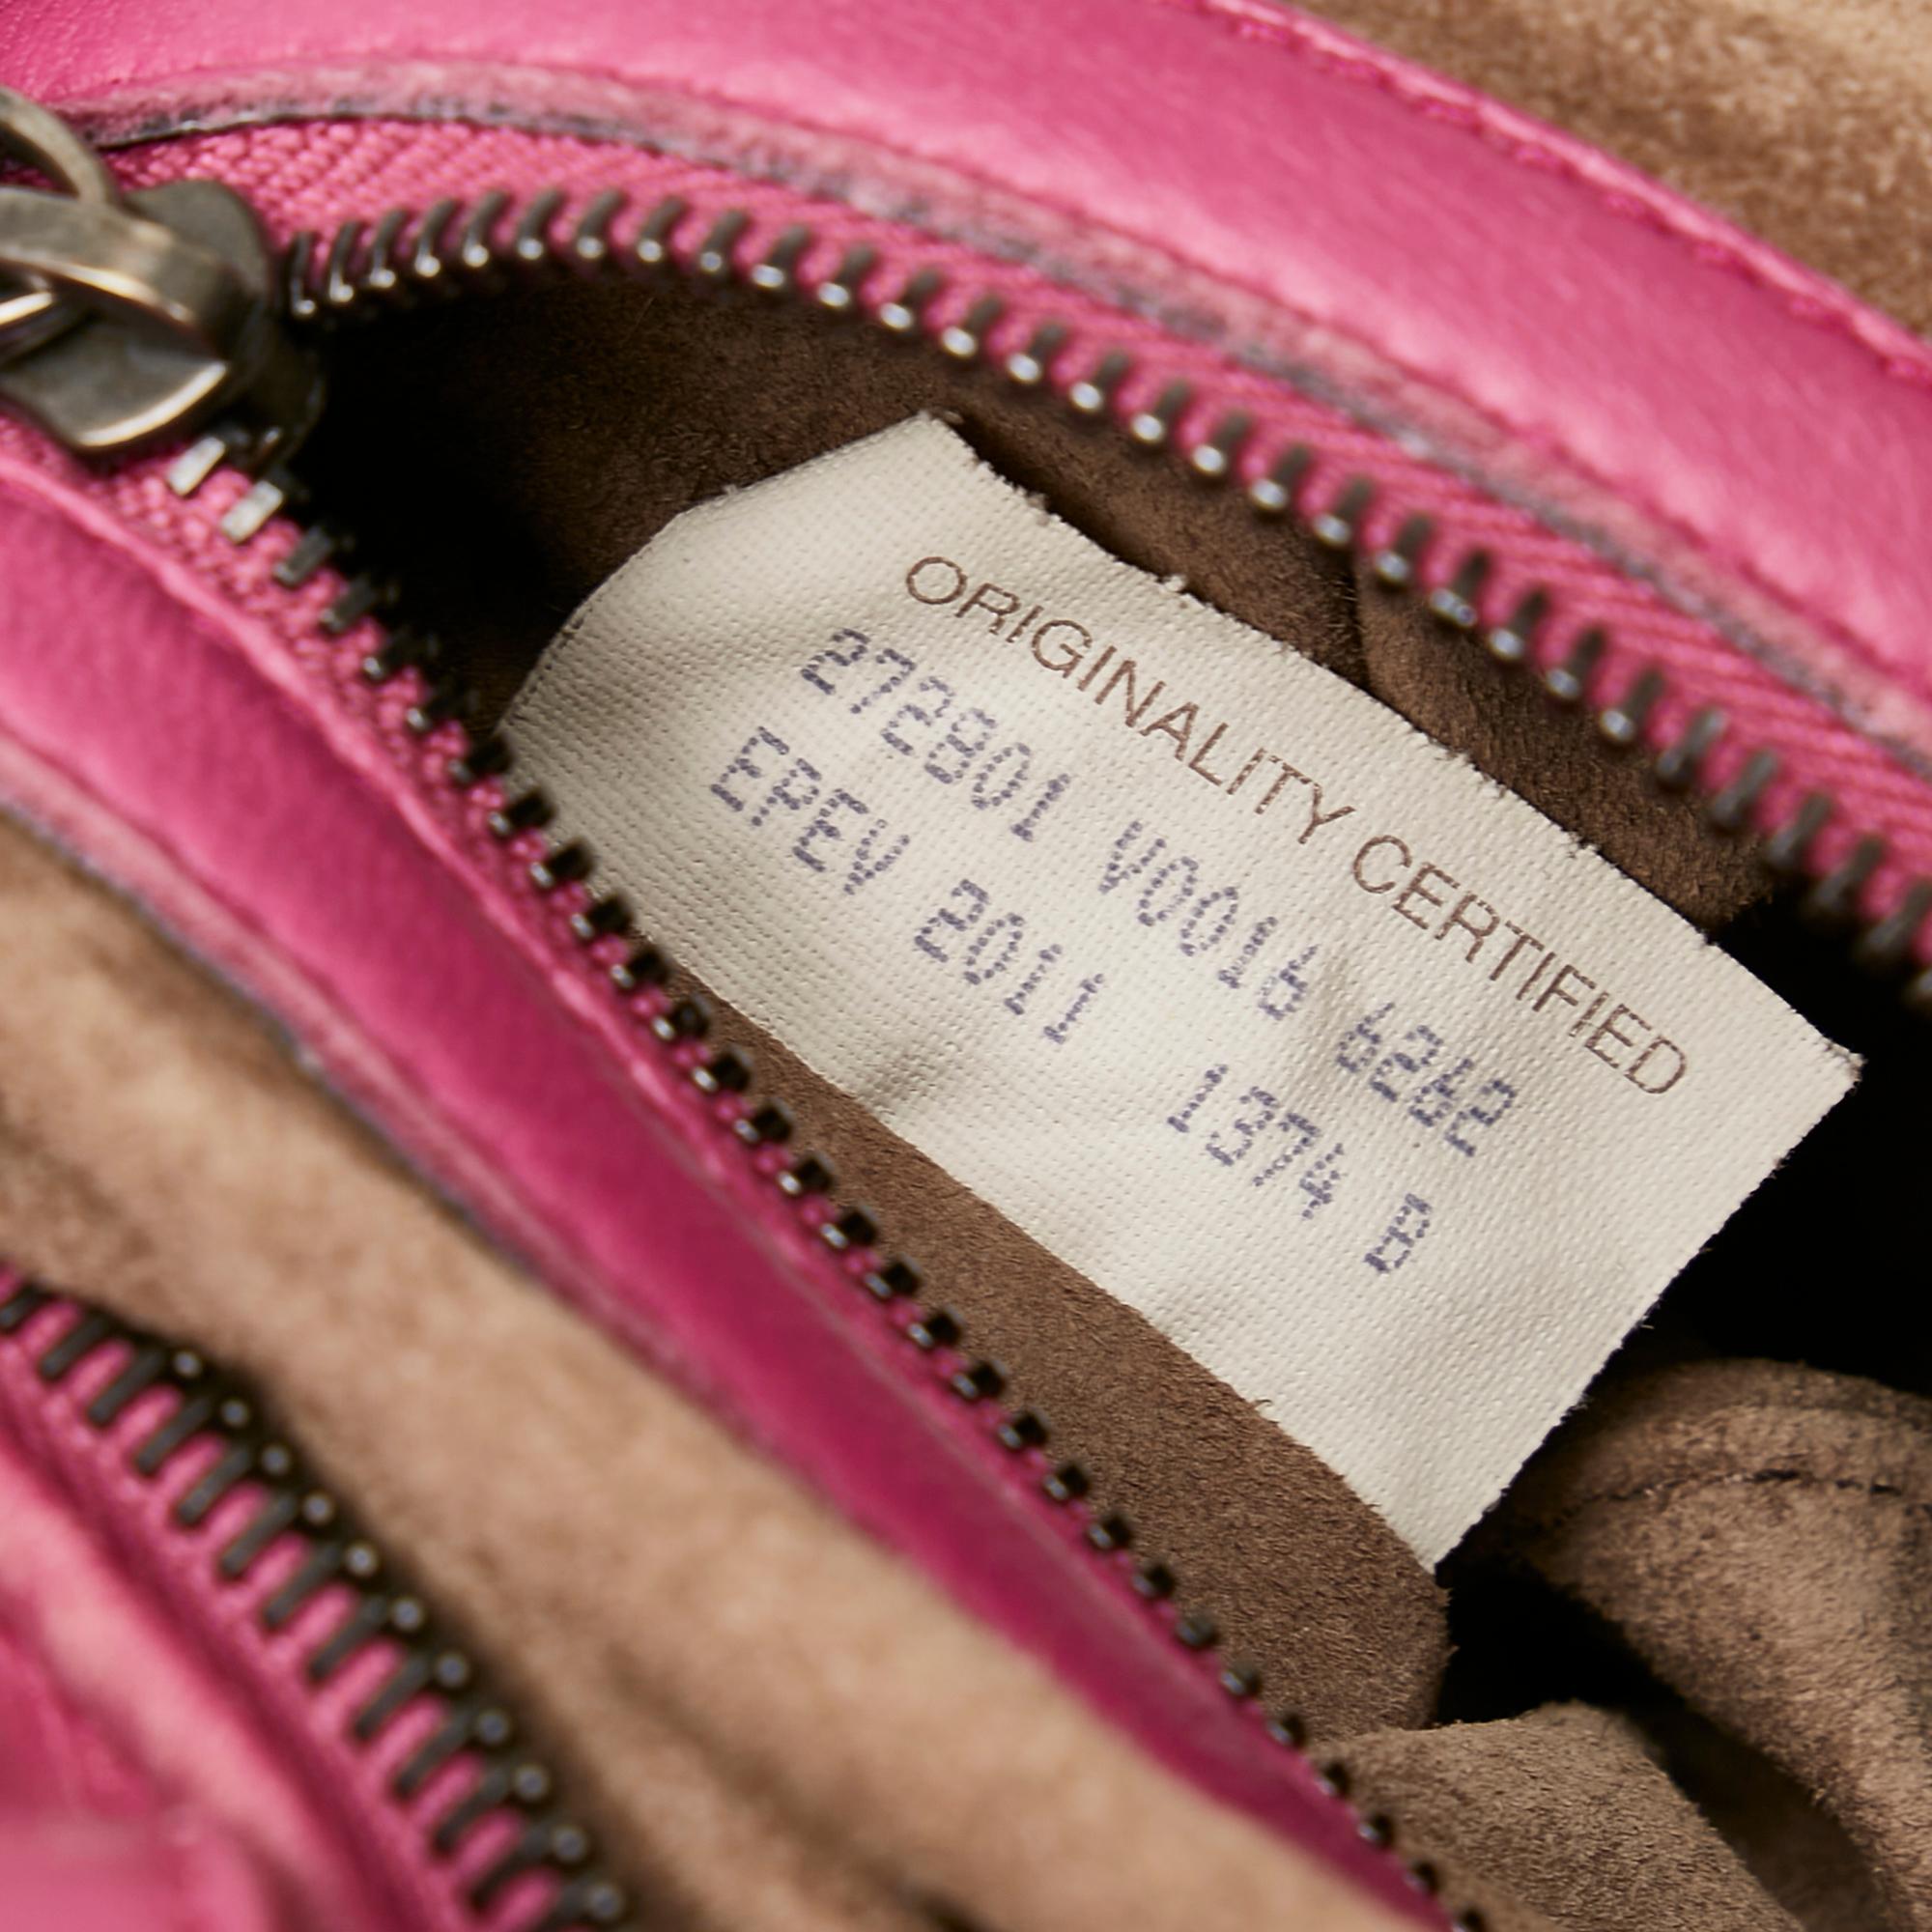 ORIGINALITY CERTIFIED
272801 V0016 6262
EPEV 2011 1374 B